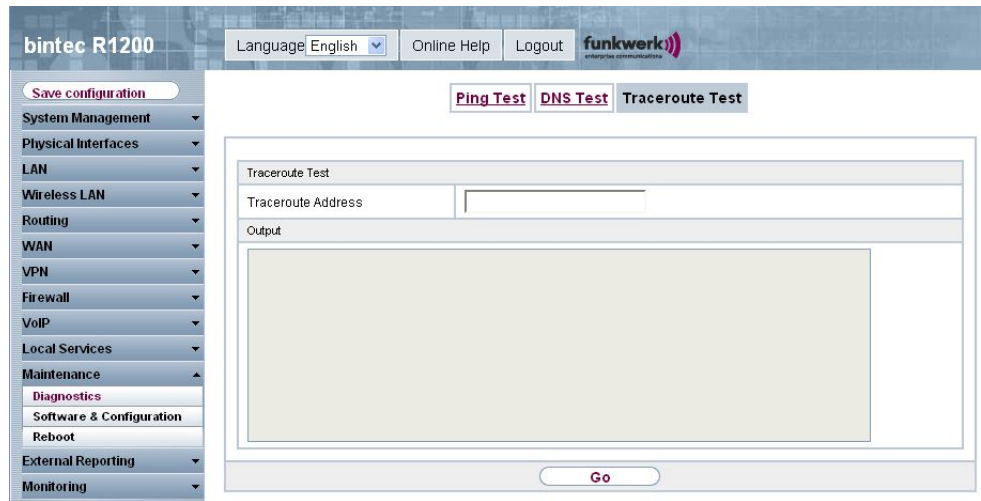 bintec R1200
Language English Online Help Logout funkwerk
enterprise communications
Save configuration
Ping Test DNS Test Traceroute Test
System Management
Physical Interfaces
LAN
Wireless LAN
Routing
WAN
VPN
Firewall
VoIP
Local Services
Maintenance
Diagnostics
Software & Configuration
Reboot
External Reporting
Monitoring
Traceroute Test
Traceroute Address
Output
Go